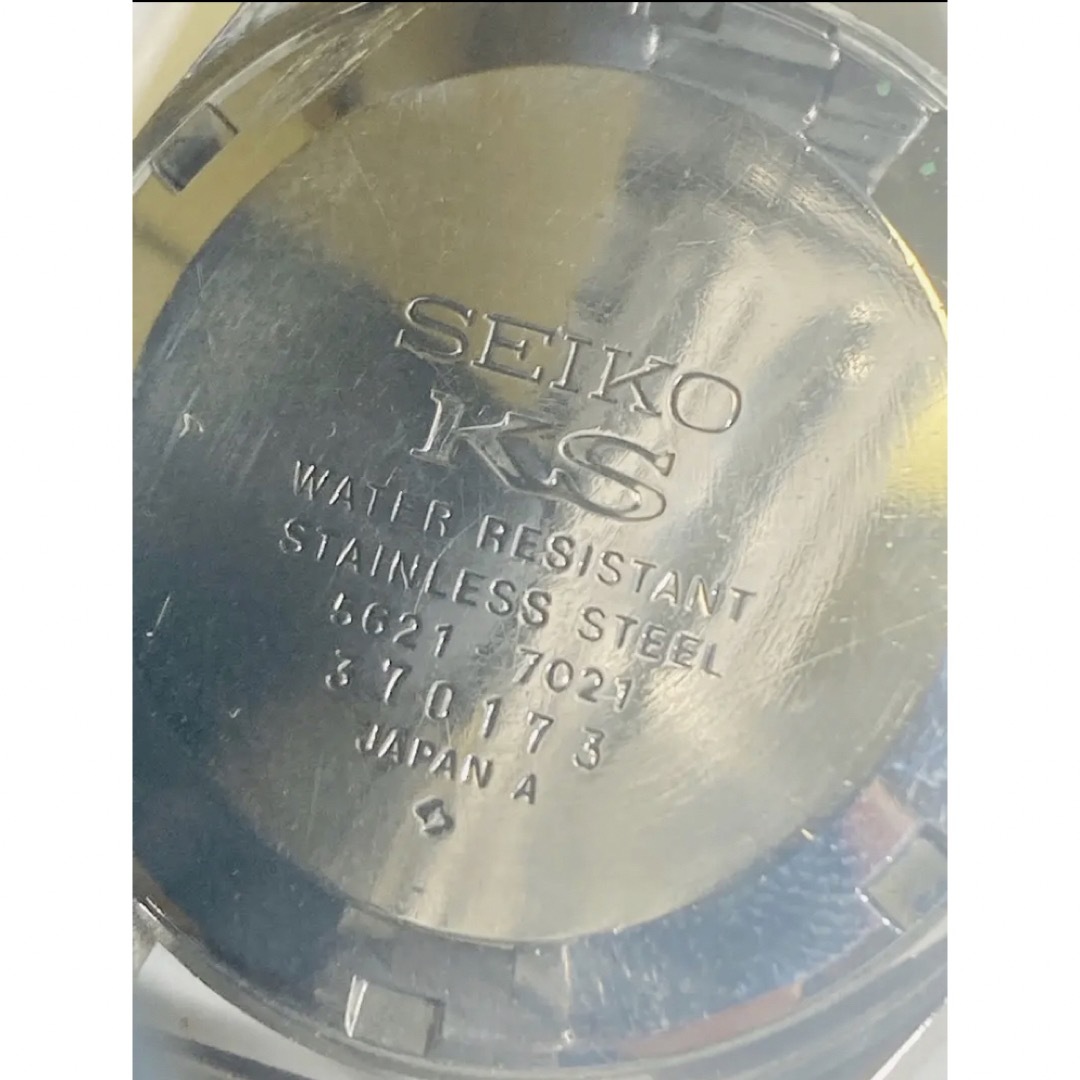 SEIKO
KS
WATER RESISTANT
STAINLESS STEEL
5621 7021
370173
JAPAN A